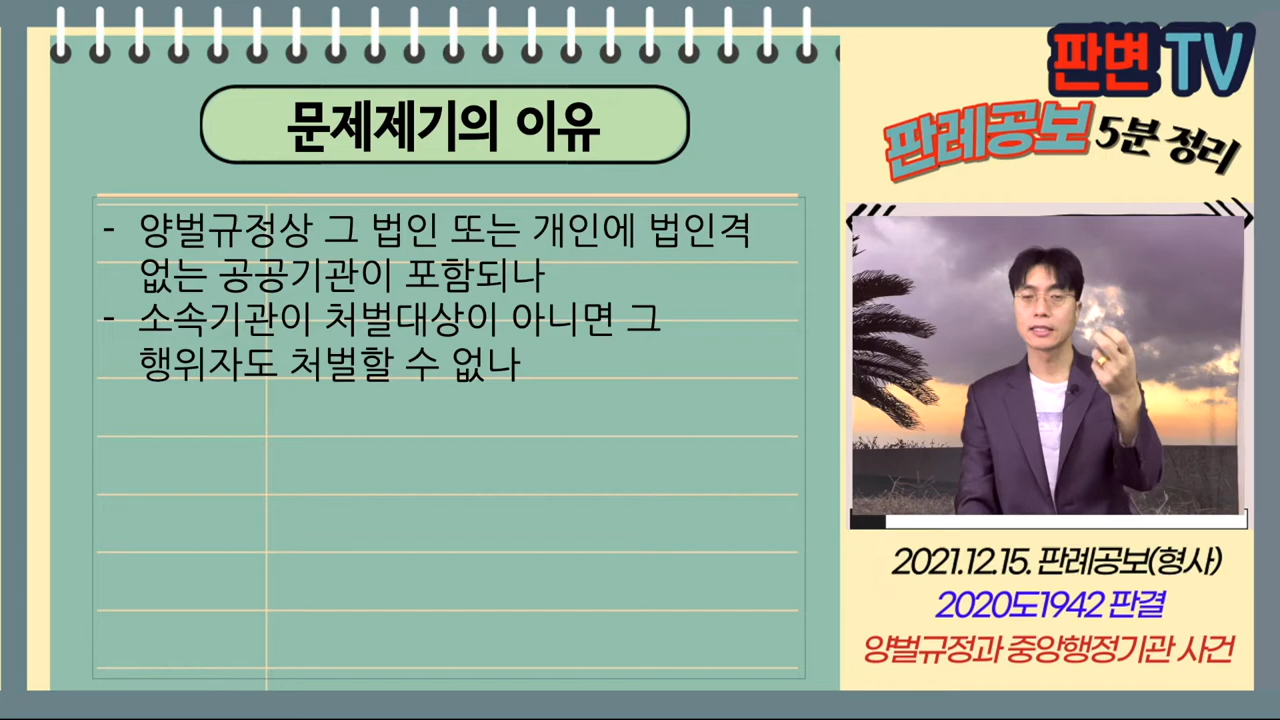 문제제기의 이유
- 양벌규정상 그 법인 또는 개인에 법인격
없는 공공기관이 포함되나
- 소속기관이 처벌대상이 아니면 그
행위자도 처벌할 수 없나
판변 TV
판례공보 5분 정리
2021.12.15. 판례공보(형사)
2020도1942 판결
양벌규정과 중앙행정기관 사건